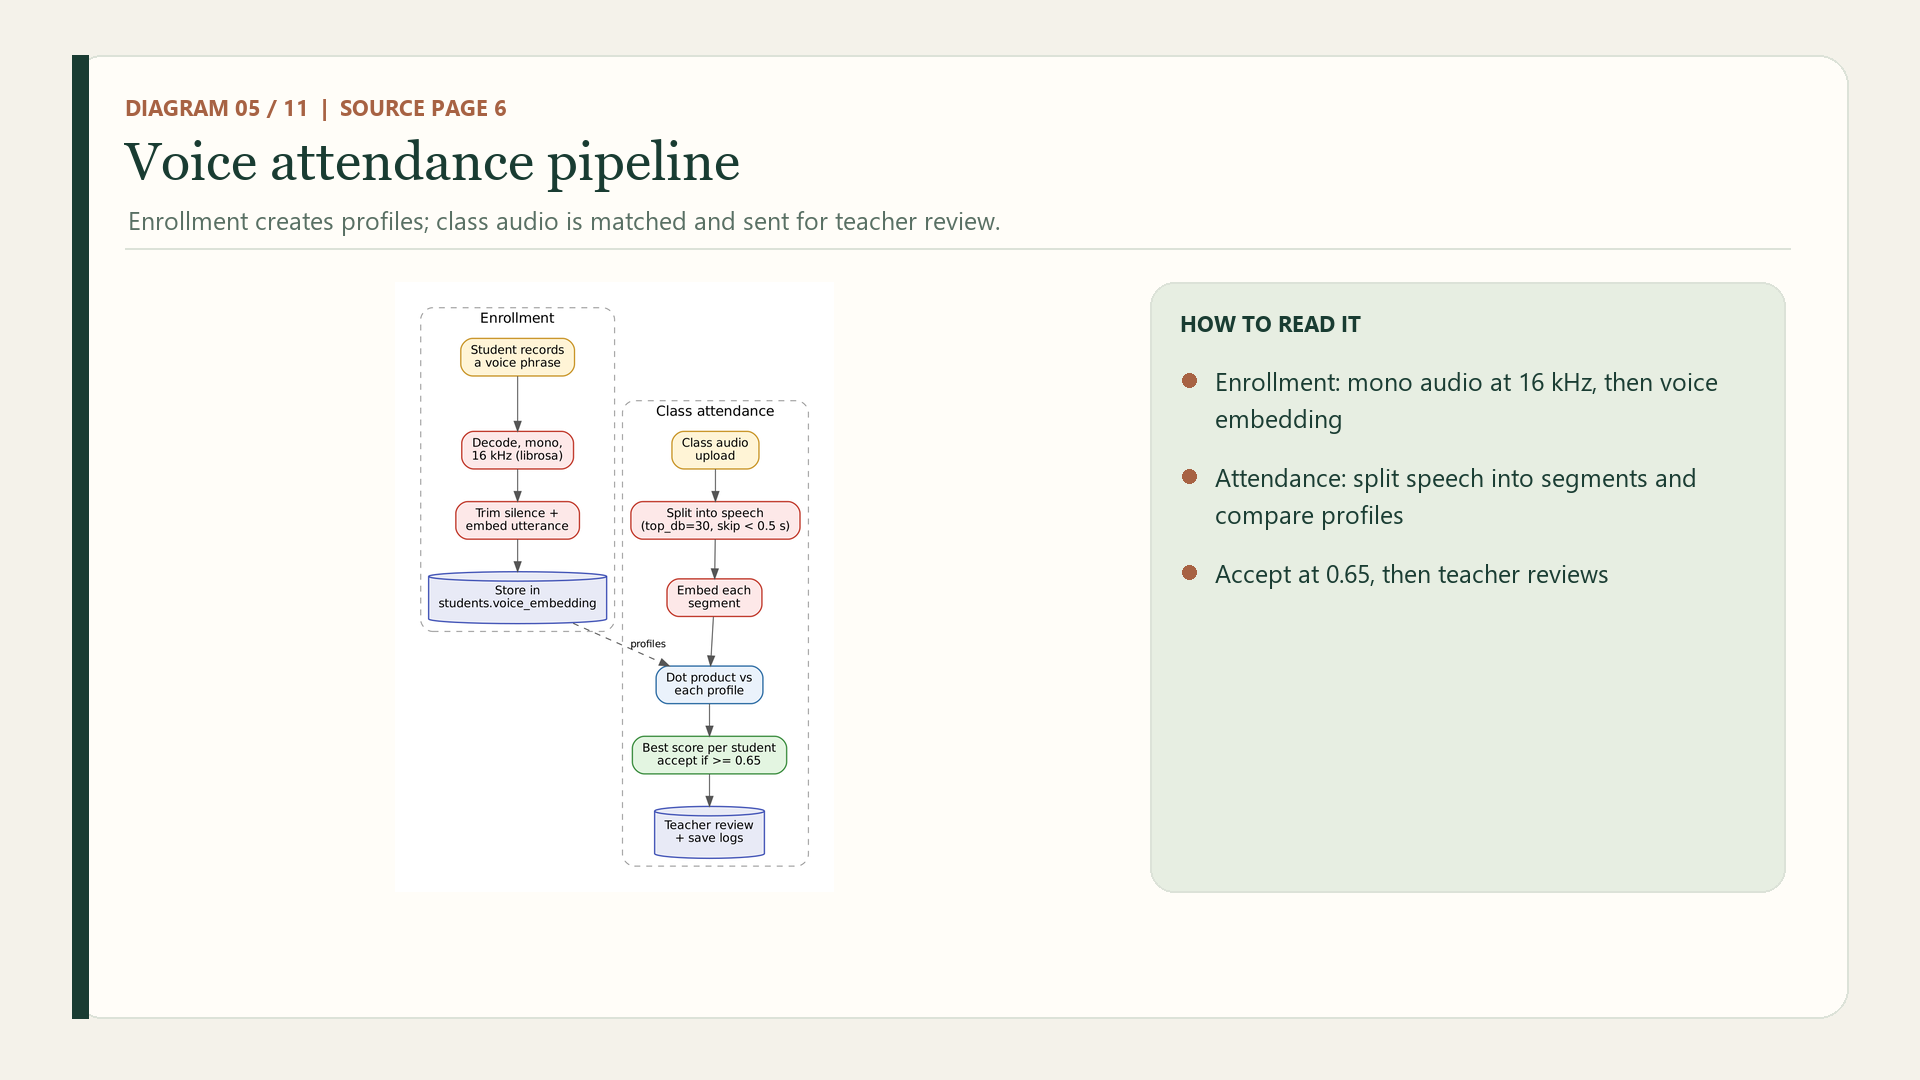 DIAGRAM 05 / 11 | SOURCE PAGE 6
Voice attendance pipeline
Enrollment creates profiles; class audio is matched and sent for teacher review.
Enrollment
Student records
a voice phrase
Decode, mono,
16 kHz (librosa)
Trim silence +
embed utterance
Store in
students.voice_embedding
profiles
Class attendance
Class audio
upload
Split into speech
(top_db=30, skip < 0.5 s)
Embed each
segment
Dot product vs
each profile
Best score per student
accept if >= 0.65
Teacher review
+ save logs
HOW TO READ IT
Enrollment: mono audio at 16 kHz, then voice
embedding
Attendance: split speech into segments and
compare profiles
Accept at 0.65, then teacher reviews